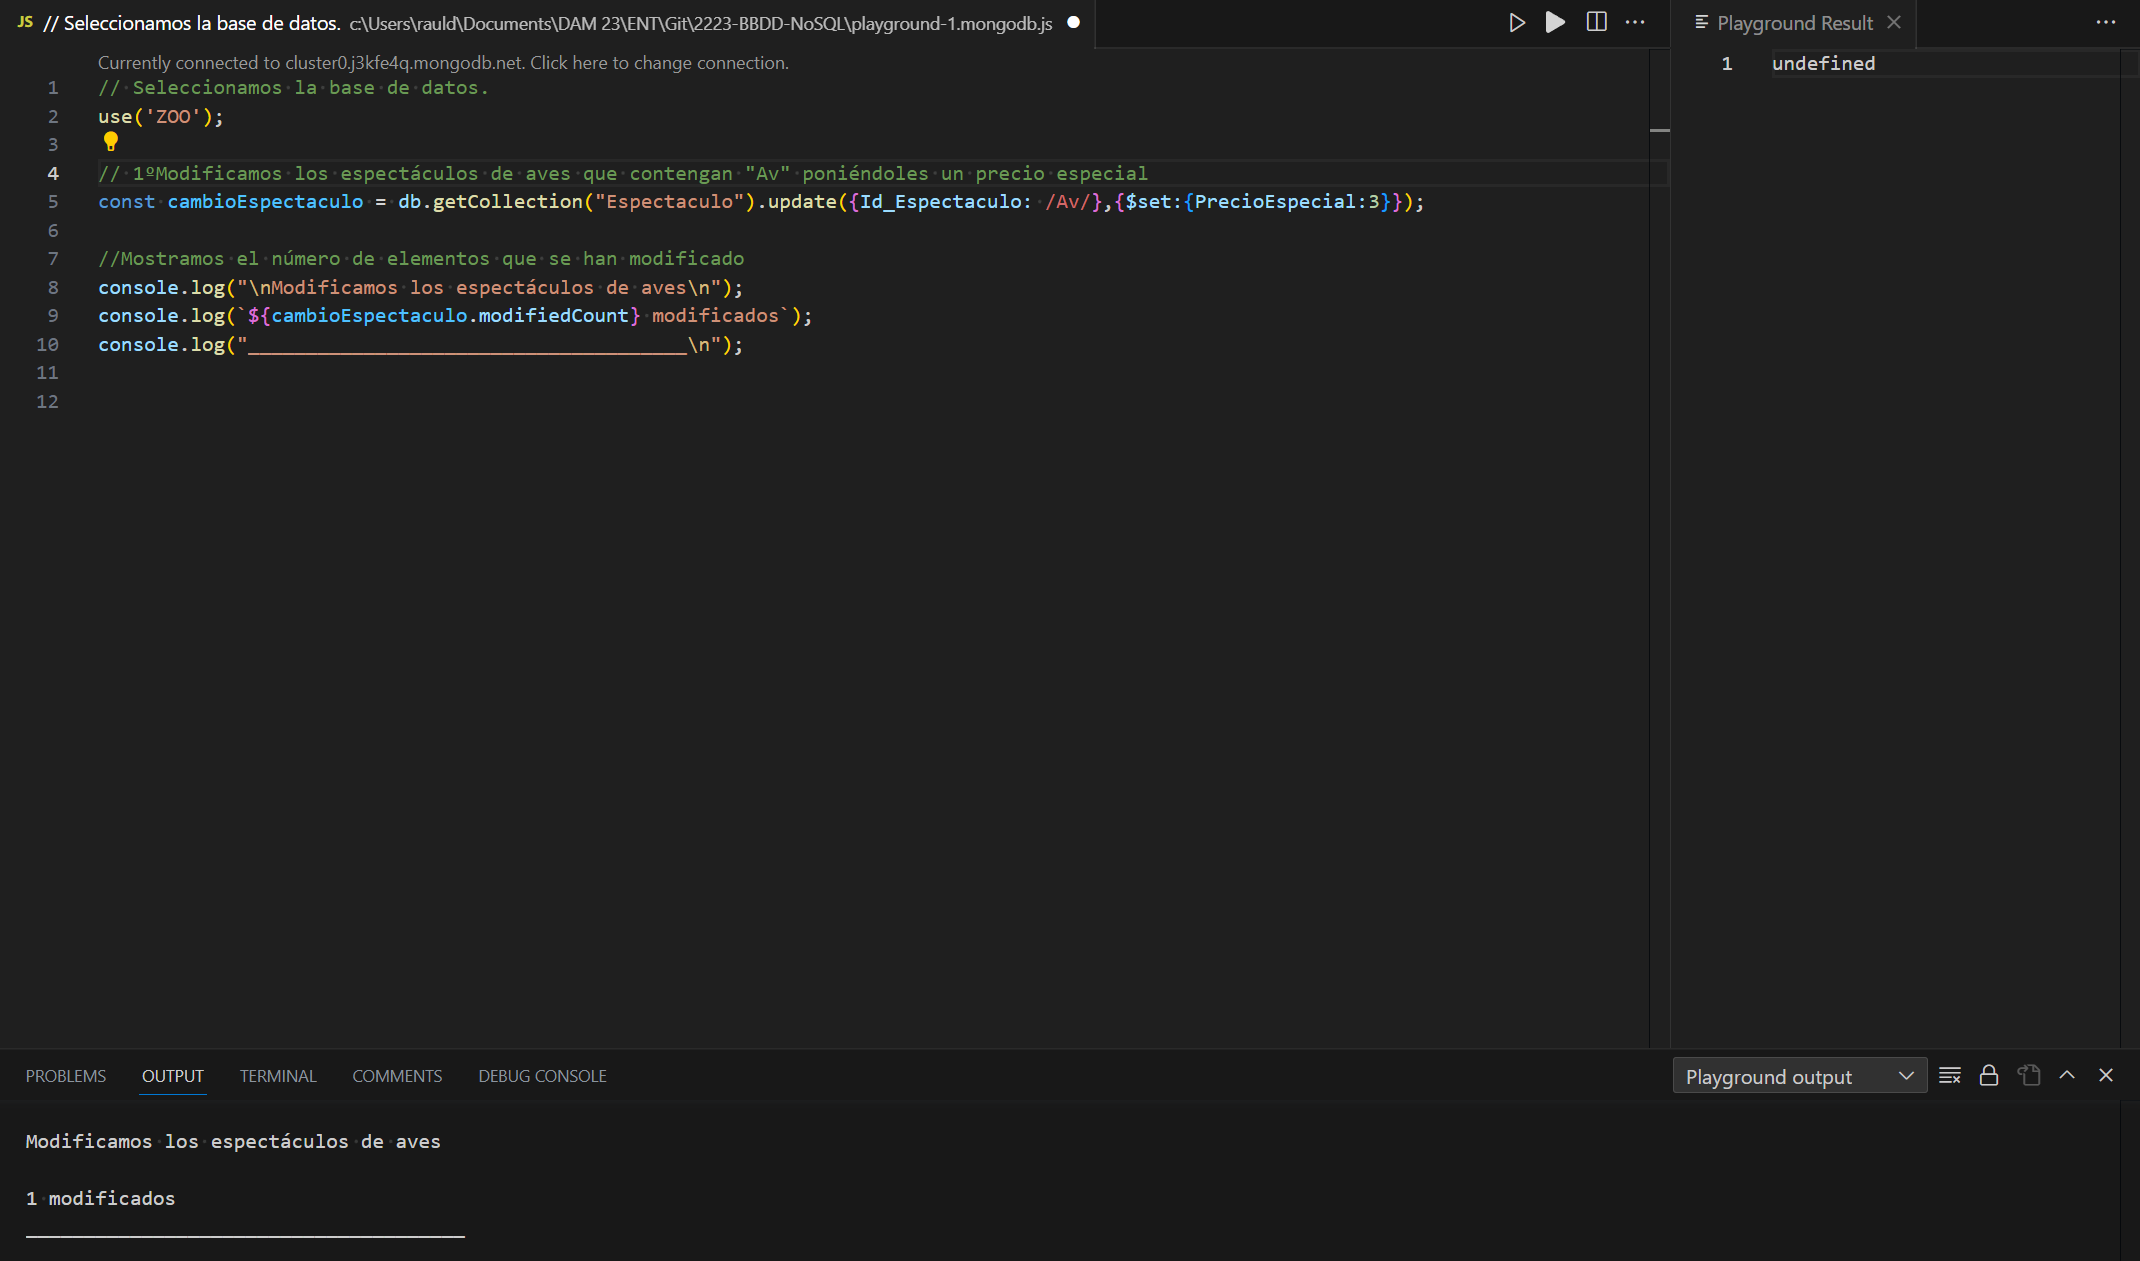 JS // Seleccionamos la base de datos. c:\Users\rauld\Documents\DAM 23\ENT\Git\2223-BBDD-NoSQL\playground-1.mongodb.js
Playground Result
Currently connected to cluster0.j3kfe4q.mongodb.net. Click here to change connection.
1 // Seleccionamos la base de datos.
2 use('ZOO');
3
4 // 1ºModificamos los espectáculos de aves que contengan "Av" poniéndoles un precio especial
5 const cambioEspectaculo = db.getCollection("Espectaculo").update({Id_Espectaculo: /Av/},{$set:{PrecioEspecial:3}});
6
7 //Mostramos el número de elementos que se han modificado
8 console.log("\nModificamos los espectáculos de aves\n");
9 console.log(`${cambioEspectaculo.modifiedCount} modificados`);
10 console.log("______________________________________\n");
11
12
1 undefined
PROBLEMS OUTPUT TERMINAL COMMENTS DEBUG CONSOLE
Playground output
Modificamos los espectáculos de aves
1 modificados
______________________________________